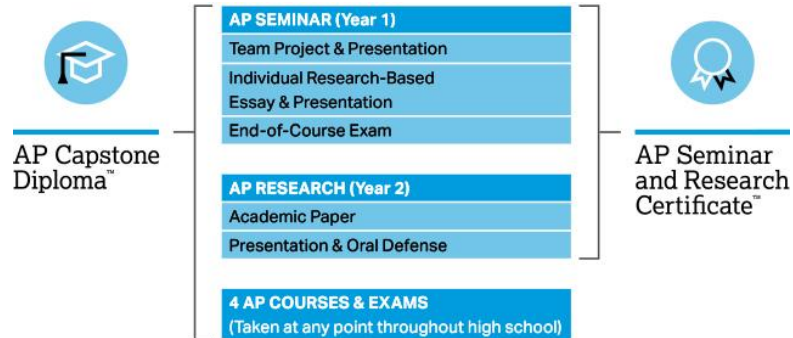 AP Capstone
Diploma™
AP SEMINAR (Year 1)
Team Project & Presentation
Individual Research-Based
Essay & Presentation
End-of-Course Exam
AP RESEARCH (Year 2)
Academic Paper
Presentation & Oral Defense
4 AP COURSES & EXAMS
(Taken at any point throughout high school)
AP Seminar
and Research
Certificate™